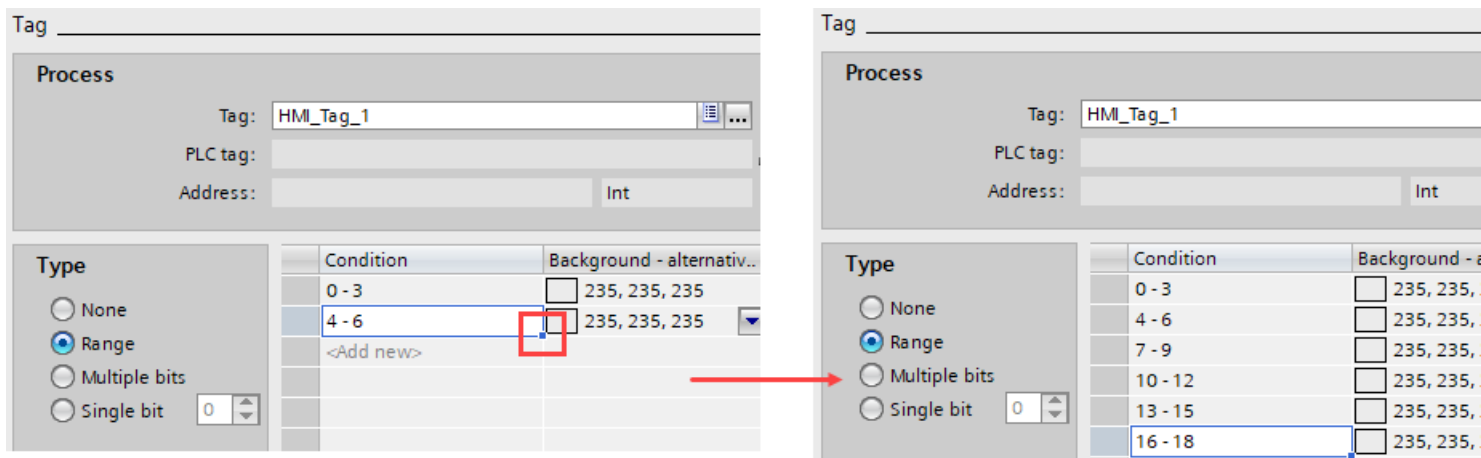 Tag
Process
Tag: HMI_Tag_1 ...
PLC tag:
Address: Int
Type
None
Range
Multiple bits
Single bit 0
Condition Background - alternativ..
0 - 3 235, 235, 235
4 - 6 235, 235, 235
<Add new>
Tag
Process
Tag: HMI_Tag_1
PLC tag:
Address: Int
Type
None
Range
Multiple bits
Single bit 0
Condition Background - a
0 - 3 235, 235,
4 - 6 235, 235,
7 - 9 235, 235,
10 - 12 235, 235,
13 - 15 235, 235,
16 - 18 235, 235,